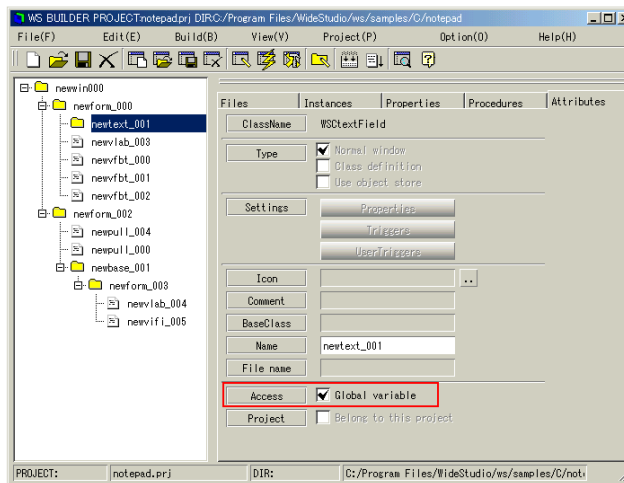 WS BUILDER PROJECT:notepad.prj DIRC:/Program Files/WideStudio/ws/samples/C/notepad
File(F) Edit(E) Build(B) View(V) Project(P) Option(O) Help(H)
newwin000
newform_000
newtext_001
newvlab_003
newvfbt_000
newvfbt_001
newvfbt_002
newform_002
newpull_004
newpull_000
newbase_001
newform_003
newvlab_004
newvifi_005
Files Instances Properties Procedures Attributes
ClassName WSCtextField
Type Normal window
Class definition
Use object store
Settings Properties
Triggers
UserTriggers
Icon ..
Comment
BaseClass
Name newtext_001
File name
Access Global variable
Project Belong to this project
PROJECT: notepad.prj DIR: C:/Program Files/WideStudio/ws/samples/C/not